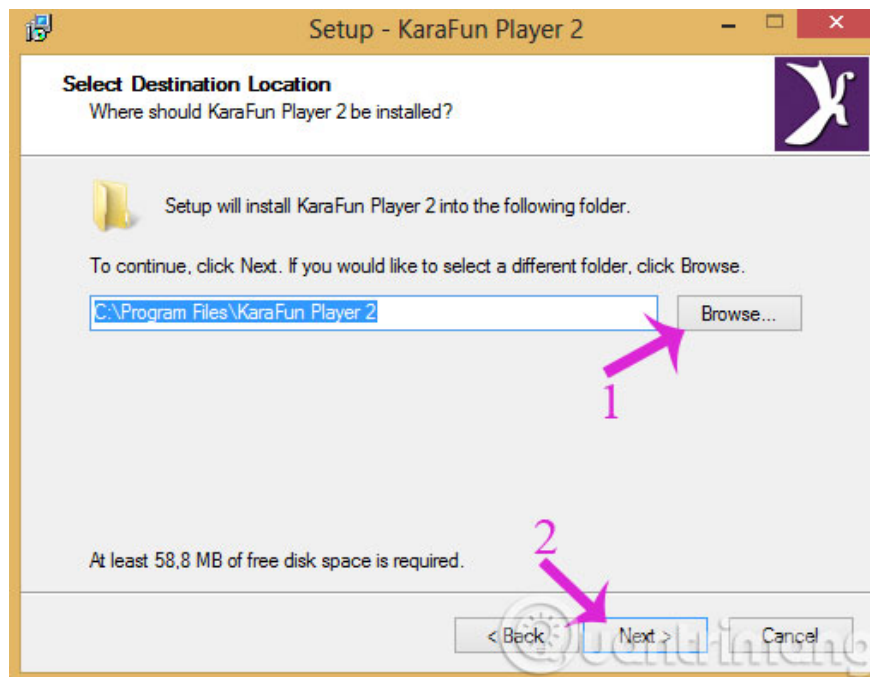 Setup - KaraFun Player 2
Select Destination Location
Where should KaraFun Player 2 be installed?
Setup will install KaraFun Player 2 into the following folder.
To continue, click Next. If you would like to select a different folder, click Browse.
C:\Program Files\KaraFun Player 2
Browse...
1
At least 58,8 MB of free disk space is required.
2
< Back
Next >
Cancel
uantrimang